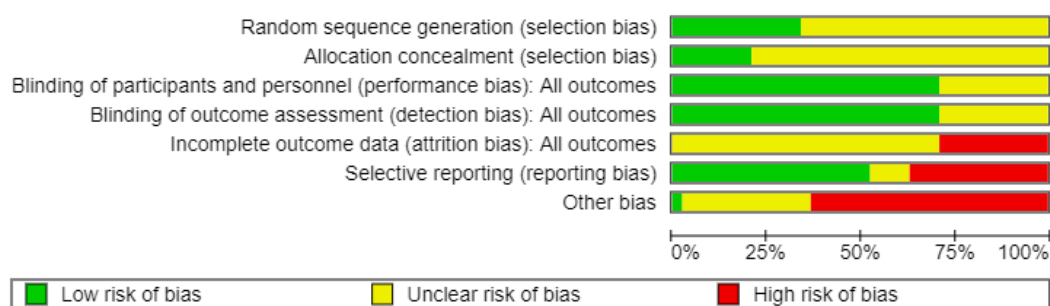 Random sequence generation (selection bias)
Allocation concealment (selection bias)
Blinding of participants and personnel (performance bias): All outcomes
Blinding of outcome assessment (detection bias): All outcomes
Incomplete outcome data (attrition bias): All outcomes
Selective reporting (reporting bias)
Other bias
0% 25% 50% 75% 100%
Low risk of bias Unclear risk of bias High risk of bias